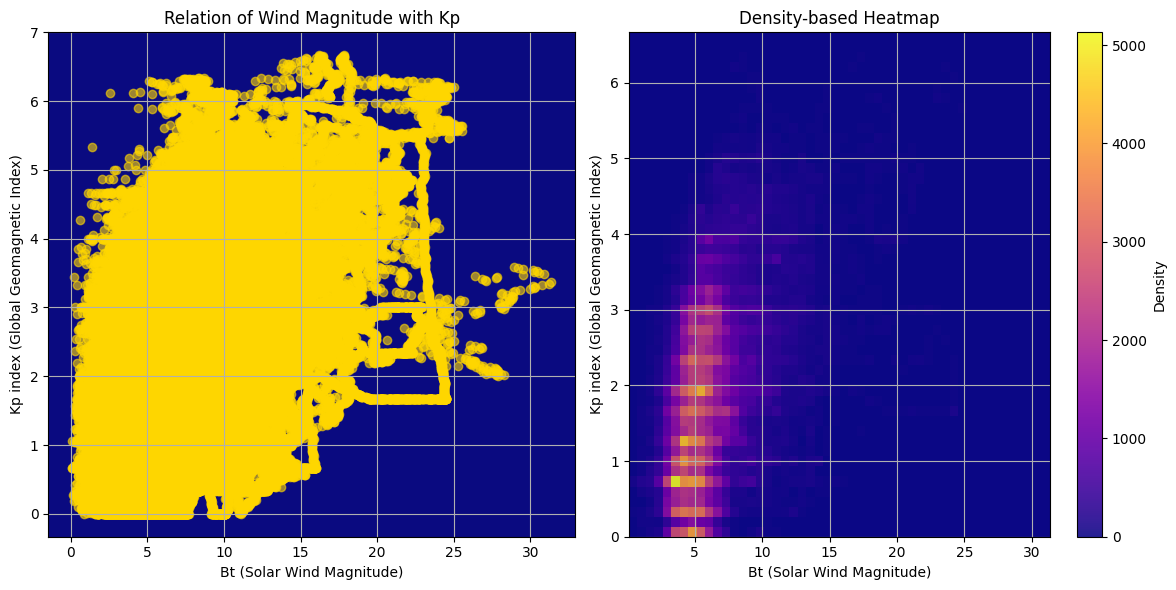 Relation of Wind Magnitude with Kp
Kp index (Global Geomagnetic Index)
7
6
5
4
3
2
1
0
0 5 10 15 20 25 30
Bt (Solar Wind Magnitude)
Density-based Heatmap
Kp index (Global Geomagnetic Index)
6
5
4
3
2
1
0
5 10 15 20 25 30
Bt (Solar Wind Magnitude)
5000
4000
3000
2000
1000
0
Density